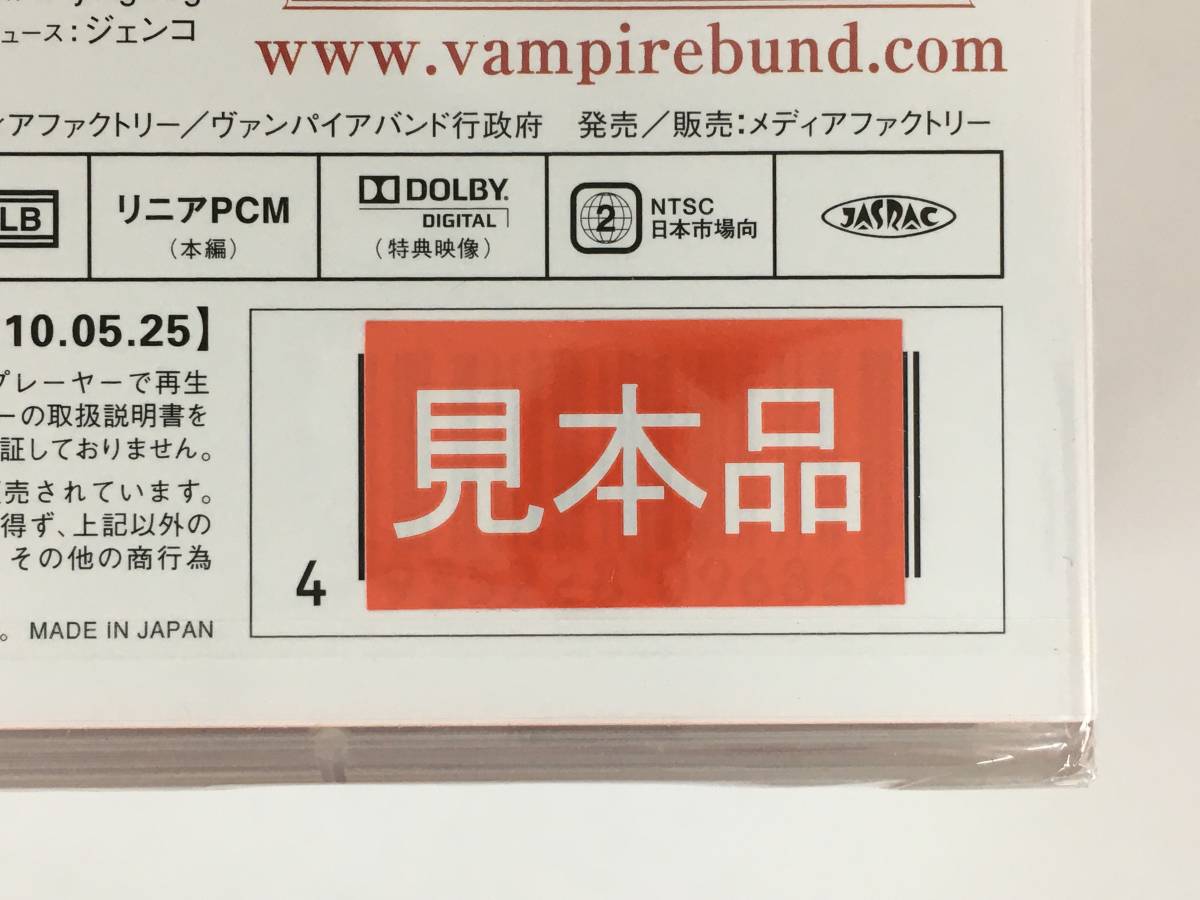 ュース:ジェンコ
www.vampirebund.com
ィアファクトリー/ヴァンパイアバンド行政府 発売/販売:メディアファクトリー
LB
リニアPCM
(本編)
DOLBY
DIGITAL
(特典映像)
2
NTSC
日本市場向
JASRAC
10.05.25】
プレーヤーで再生
ーの取扱説明書を
証しておりません。
売されています。
得ず、上記以外の
その他の商行為
。 MADE IN JAPAN
見本品
4